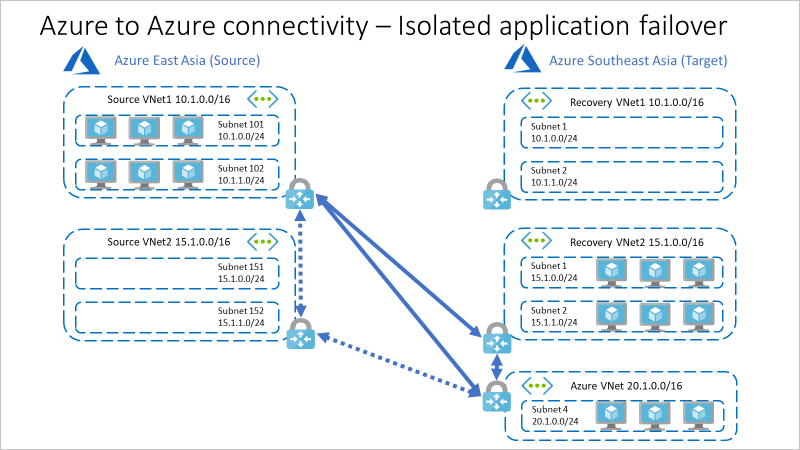 Azure to Azure connectivity – Isolated application failover
Azure East Asia (Source)
Azure Southeast Asia (Target)
Source VNet1 10.1.0.0/16
Subnet 101
10.1.0.0/24
Subnet 102
10.1.1.0/24
Recovery VNet1 10.1.0.0/16
Subnet 1
10.1.0.0/24
Subnet 2
10.1.1.0/24
Source VNet2 15.1.0.0/16
Subnet 151
15.1.0.0/24
Subnet 152
15.1.1.0/24
Recovery VNet2 15.1.0.0/16
Subnet 1
15.1.0.0/24
Subnet 2
15.1.1.0/24
Azure VNet 20.1.0.0/16
Subnet 4
20.1.0.0/24